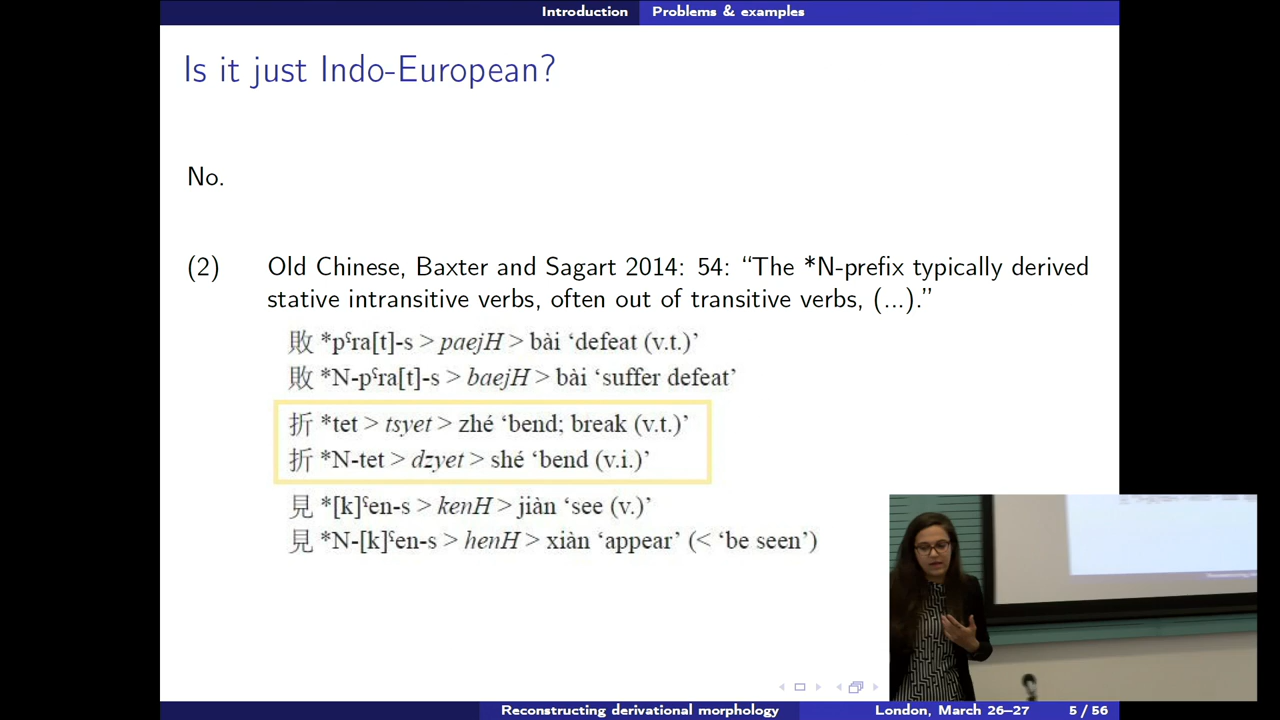 Introduction Problems & examples
Is it just Indo-European?
No.
(2) Old Chinese, Baxter and Sagart 2014: 54: “The *N-prefix typically derived
stative intransitive verbs, often out of transitive verbs, (...).”
敗 *pˤra[t]-s > paejH > bài ‘defeat (v.t.)’
敗 *N-pˤra[t]-s > baejH > bài ‘suffer defeat’
折 *tet > tsyet > zhé ‘bend; break (v.t.)’
折 *N-tet > dzyet > shé ‘bend (v.i.)’
見 *[k]ˤen-s > kenH > jiàn ‘see (v.)’
見 *N-[k]ˤen-s > henH > xiàn ‘appear’ (< ‘be seen’)
Reconstructing derivational morphology London, March 26–27 5 / 56